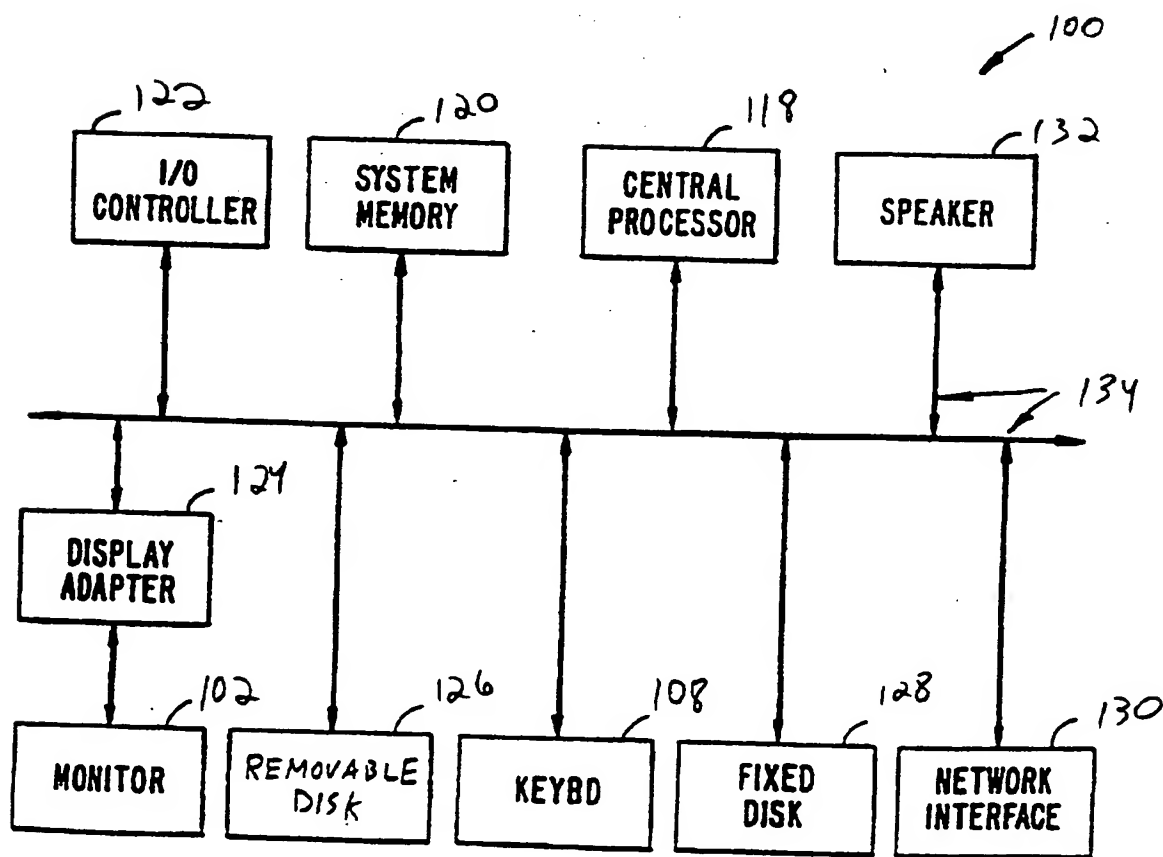 100
122
120
118
132
I/O
CONTROLLER
SYSTEM
MEMORY
CENTRAL
PROCESSOR
SPEAKER
134
124
DISPLAY
ADAPTER
102
126
108
128
130
MONITOR
REMOVABLE
DISK
KEYBD
FIXED
DISK
NETWORK
INTERFACE